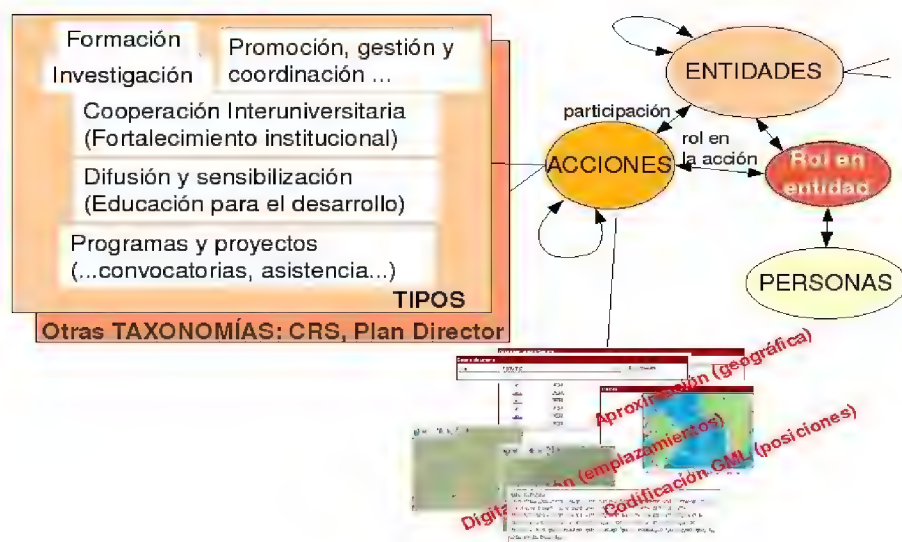 Formación
Investigación
Promoción, gestión y
coordinación ...
Cooperación Interuniversitaria
(Fortalecimiento institucional)
Difusión y sensibilización
(Educación para el desarrollo)
Programas y proyectos
(...convocatorias, asistencia...)
TIPOS
Otras TAXONOMÍAS: CRS, Plan Director
ENTIDADES
participación
ACCIONES
rol en
la acción
Rol en
entidad
PERSONAS
Aproximación (geográfica)
(emplazamientos)
Codificación GML (posiciones)